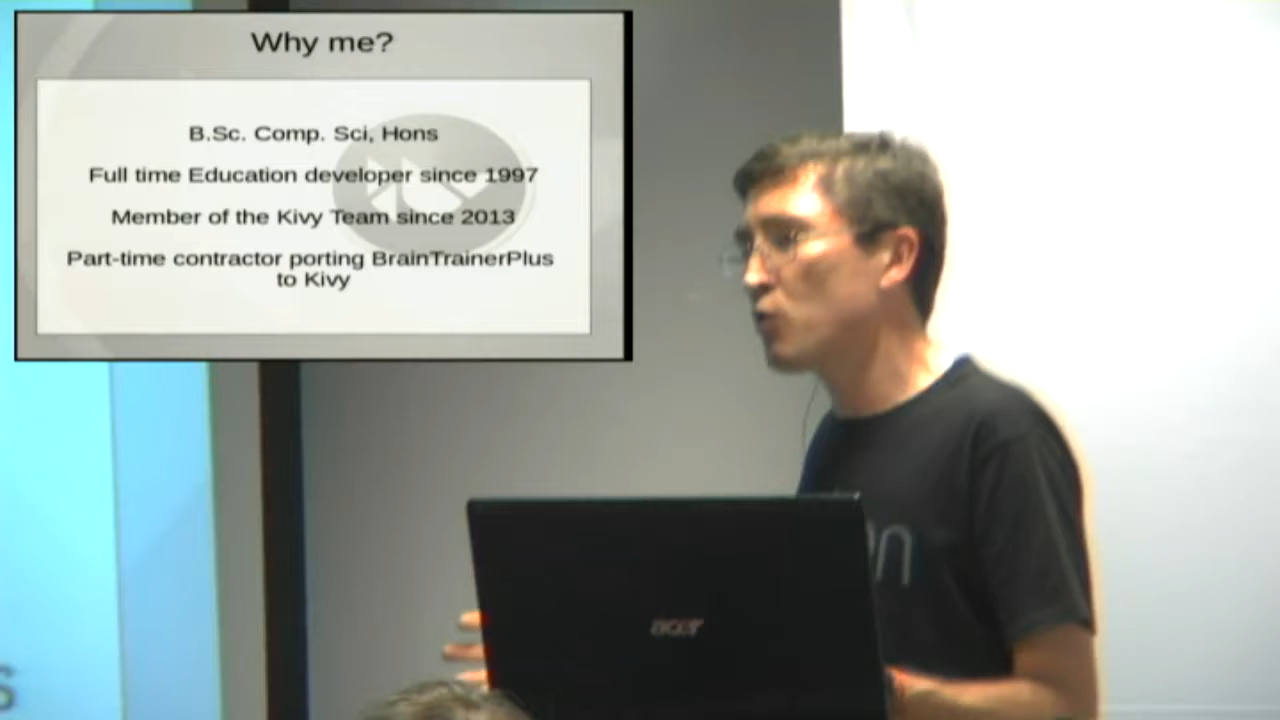 Why me?
B.Sc. Comp. Sci, Hons
Full time Education developer since 1997
Member of the Kivy Team since 2013
Part-time contractor porting BrainTrainerPlus
to Kivy
acer
on
s